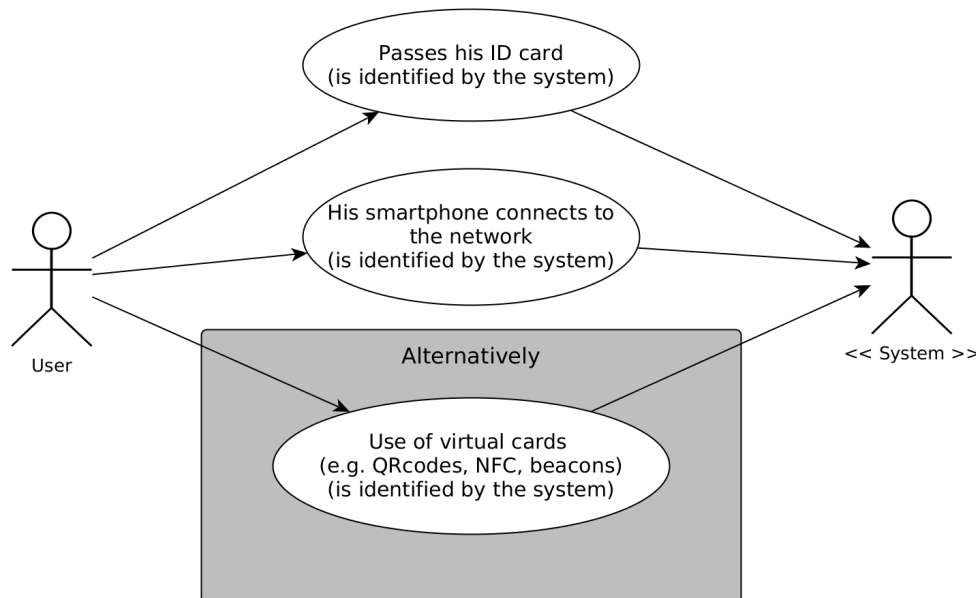 Passes his ID card
(is identified by the system)
His smartphone connects to
the network
(is identified by the system)
User
<< System >>
Alternatively
Use of virtual cards
(e.g. QRcodes, NFC, beacons)
(is identified by the system)